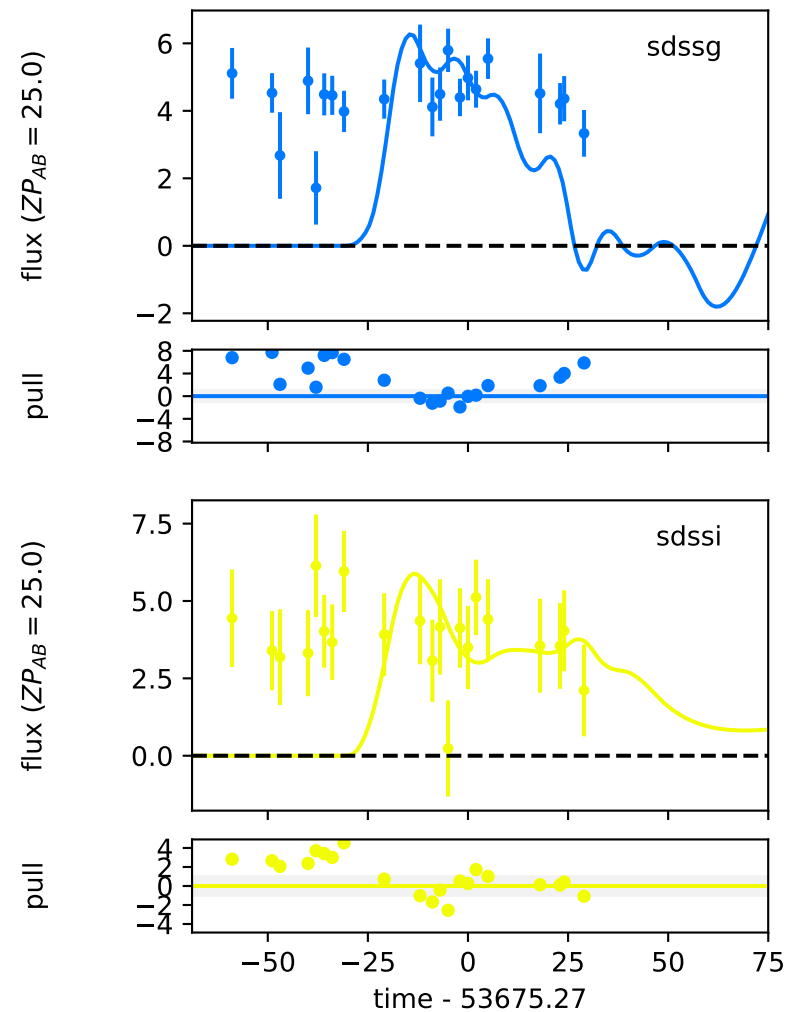 sdssg
flux (ZP_AB = 25.0)
6
4
2
0
−2
pull
8
4
0
−4
−8
sdssi
flux (ZP_AB = 25.0)
7.5
5.0
2.5
0.0
pull
4
2
0
−2
−4
−50 −25 0 25 50 75
time - 53675.27